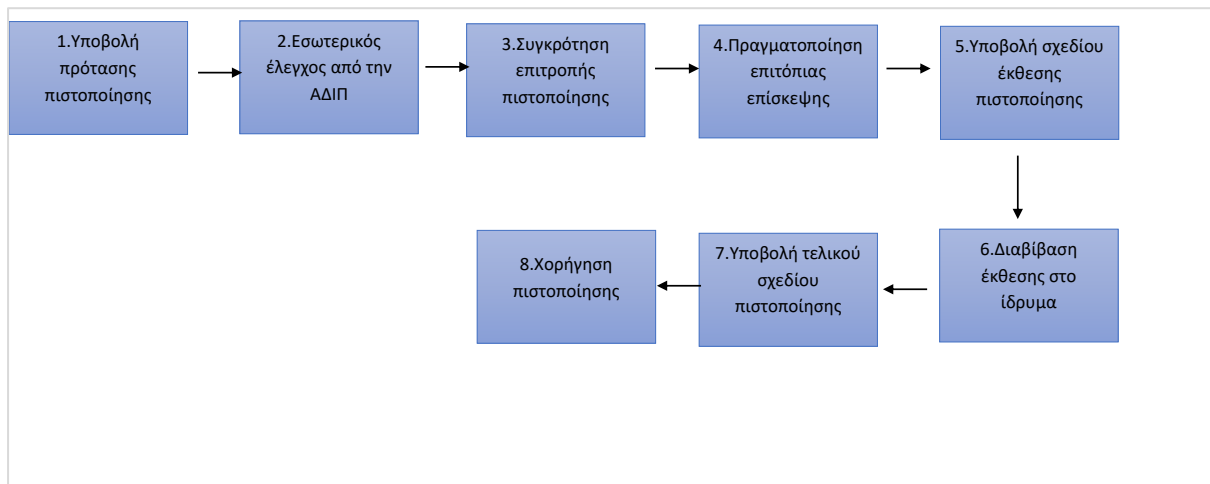 1.Υποβολή
πρότασης
πιστοποίησης
2.Εσωτερικός
έλεγχος από την
ΑΔΙΠ
3.Συγκρότηση
επιτροπής
πιστοποίησης
4.Πραγματοποίηση
επιτόπιας
επίσκεψης
5.Υποβολή σχεδίου
έκθεσης
πιστοποίησης
6.Διαβίβαση
έκθεσης στο
ίδρυμα
7.Υποβολή τελικού
σχεδίου
πιστοποίησης
8.Χορήγηση
πιστοποίησης